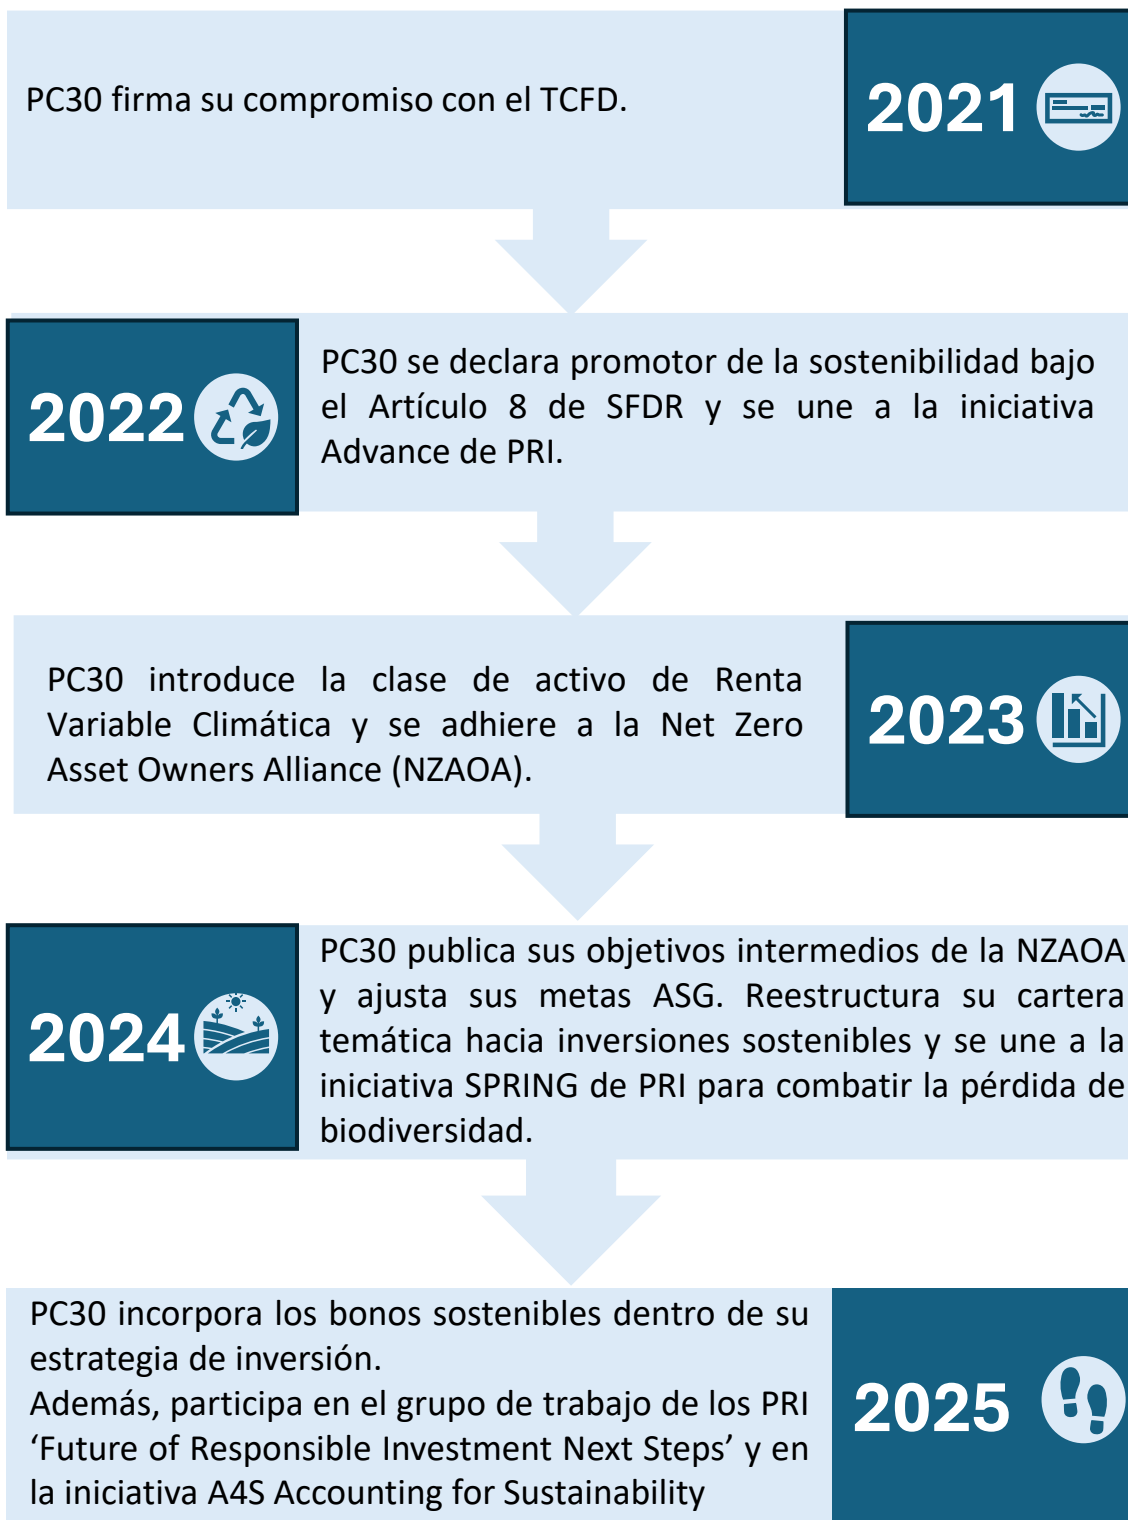 PC30 firma su compromiso con el TCFD.
2021
2022
PC30 se declara promotor de la sostenibilidad bajo
el Artículo 8 de SFDR y se une a la iniciativa
Advance de PRI.
PC30 introduce la clase de activo de Renta
Variable Climática y se adhiere a la Net Zero
Asset Owners Alliance (NZAOA).
2023
2024
PC30 publica sus objetivos intermedios de la NZAOA
y ajusta sus metas ASG. Reestructura su cartera
temática hacia inversiones sostenibles y se une a la
iniciativa SPRING de PRI para combatir la pérdida de
biodiversidad.
PC30 incorpora los bonos sostenibles dentro de su
estrategia de inversión.
Además, participa en el grupo de trabajo de los PRI
‘Future of Responsible Investment Next Steps’ y en
la iniciativa A4S Accounting for Sustainability
2025